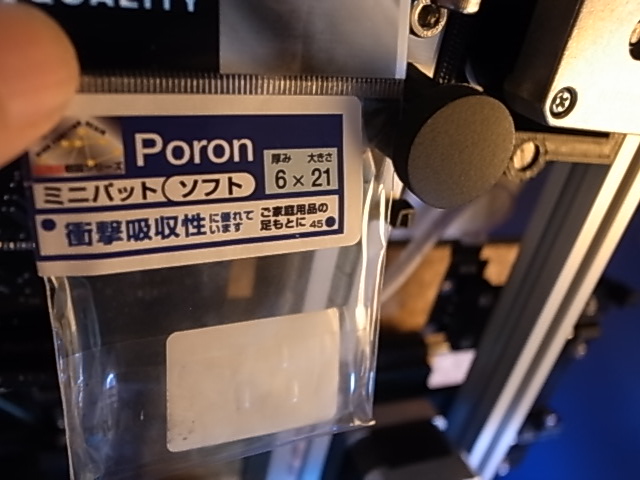 QUALITY
Poron
厚み 大きさ
6×21
ミニパット ソフト
衝撃吸収性に優れています
ご家庭用品の足もとに 45